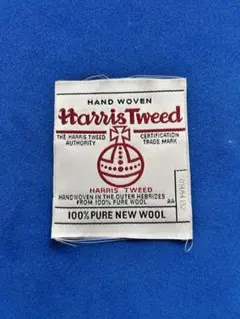 HAND WOVEN
Harris Tweed
THE HARRIS TWEED AUTHORITY
CERTIFICATION TRADE MARK
HARRIS TWEED
HANDWOVEN IN THE OUTER HEBRIDES
FROM 100% PURE WOOL
AA
100% PURE NEW WOOL